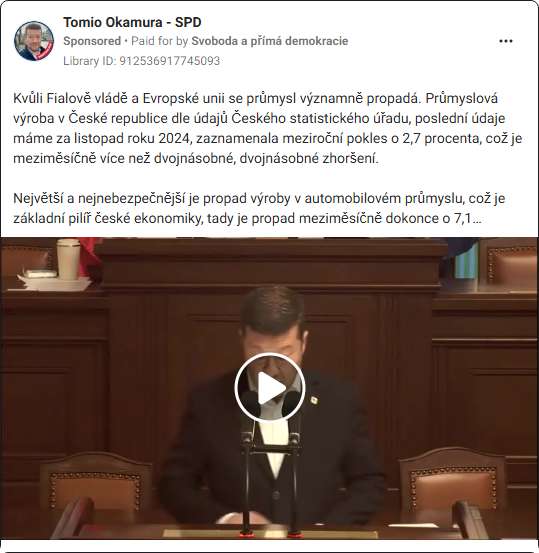 Tomio Okamura - SPD
Sponsored • Paid for by Svoboda a přímá demokracie
Library ID: 912536917745093
Kvůli Fialově vládě a Evropské unii se průmysl významně propadá. Průmyslová
výroba v České republice dle údajů Českého statistického úřadu, poslední údaje
máme za listopad roku 2024, zaznamenala meziroční pokles o 2,7 procenta, což je
meziměsíčně více než dvojnásobné, dvojnásobné zhoršení.
Největší a nejnebezpečnější je propad výroby v automobilovém průmyslu, což je
základní pilíř české ekonomiky, tady je propad meziměsíčně dokonce o 7,1...